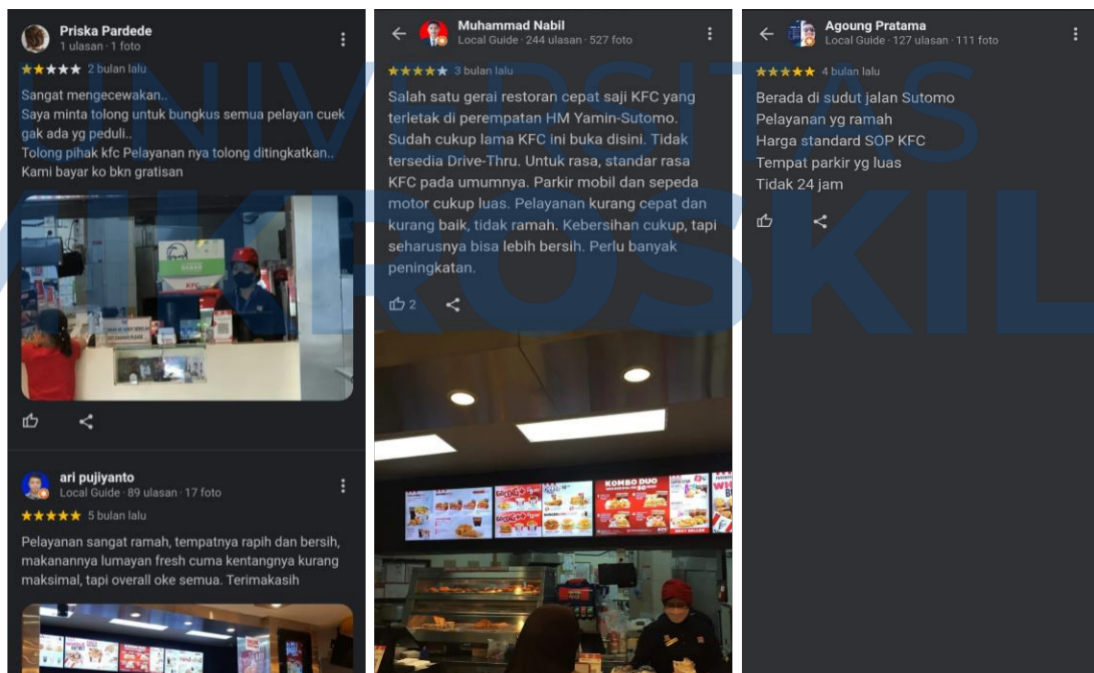 Priska Pardede
1 ulasan · 1 foto
2 bulan lalu
Sangat mengecewakan..
Saya minta tolong untuk bungkus semua pelayan cuek
gak ada yg peduli..
Tolong pihak kfc Pelayanan nya tolong ditingkatkan..
Kami bayar ko bkn gratisan
KFC
ari pujiyanto
Local Guide · 89 ulasan · 17 foto
5 bulan lalu
Pelayanan sangat ramah, tempatnya rapih dan bersih,
makanannya lumayan fresh cuma kentangnya kurang
maksimal, tapi overall oke semua. Terimakasih
Muhammad Nabil
Local Guide · 244 ulasan · 527 foto
3 bulan lalu
Salah satu gerai restoran cepat saji KFC yang
terletak di perempatan HM Yamin-Sutomo.
Sudah cukup lama KFC ini buka disini. Tidak
tersedia Drive-Thru. Untuk rasa, standar rasa
KFC pada umumnya. Parkir mobil dan sepeda
motor cukup luas. Pelayanan kurang cepat dan
kurang baik, tidak ramah. Kebersihan cukup, tapi
seharusnya bisa lebih bersih. Perlu banyak
peningkatan.
2
KOMBO DUO
Agoung Pratama
Local Guide · 127 ulasan · 111 foto
4 bulan lalu
Berada di sudut jalan Sutomo
Pelayanan yg ramah
Harga standard SOP KFC
Tempat parkir yg luas
Tidak 24 jam
UNIVERSITAS
MIKROSKIL